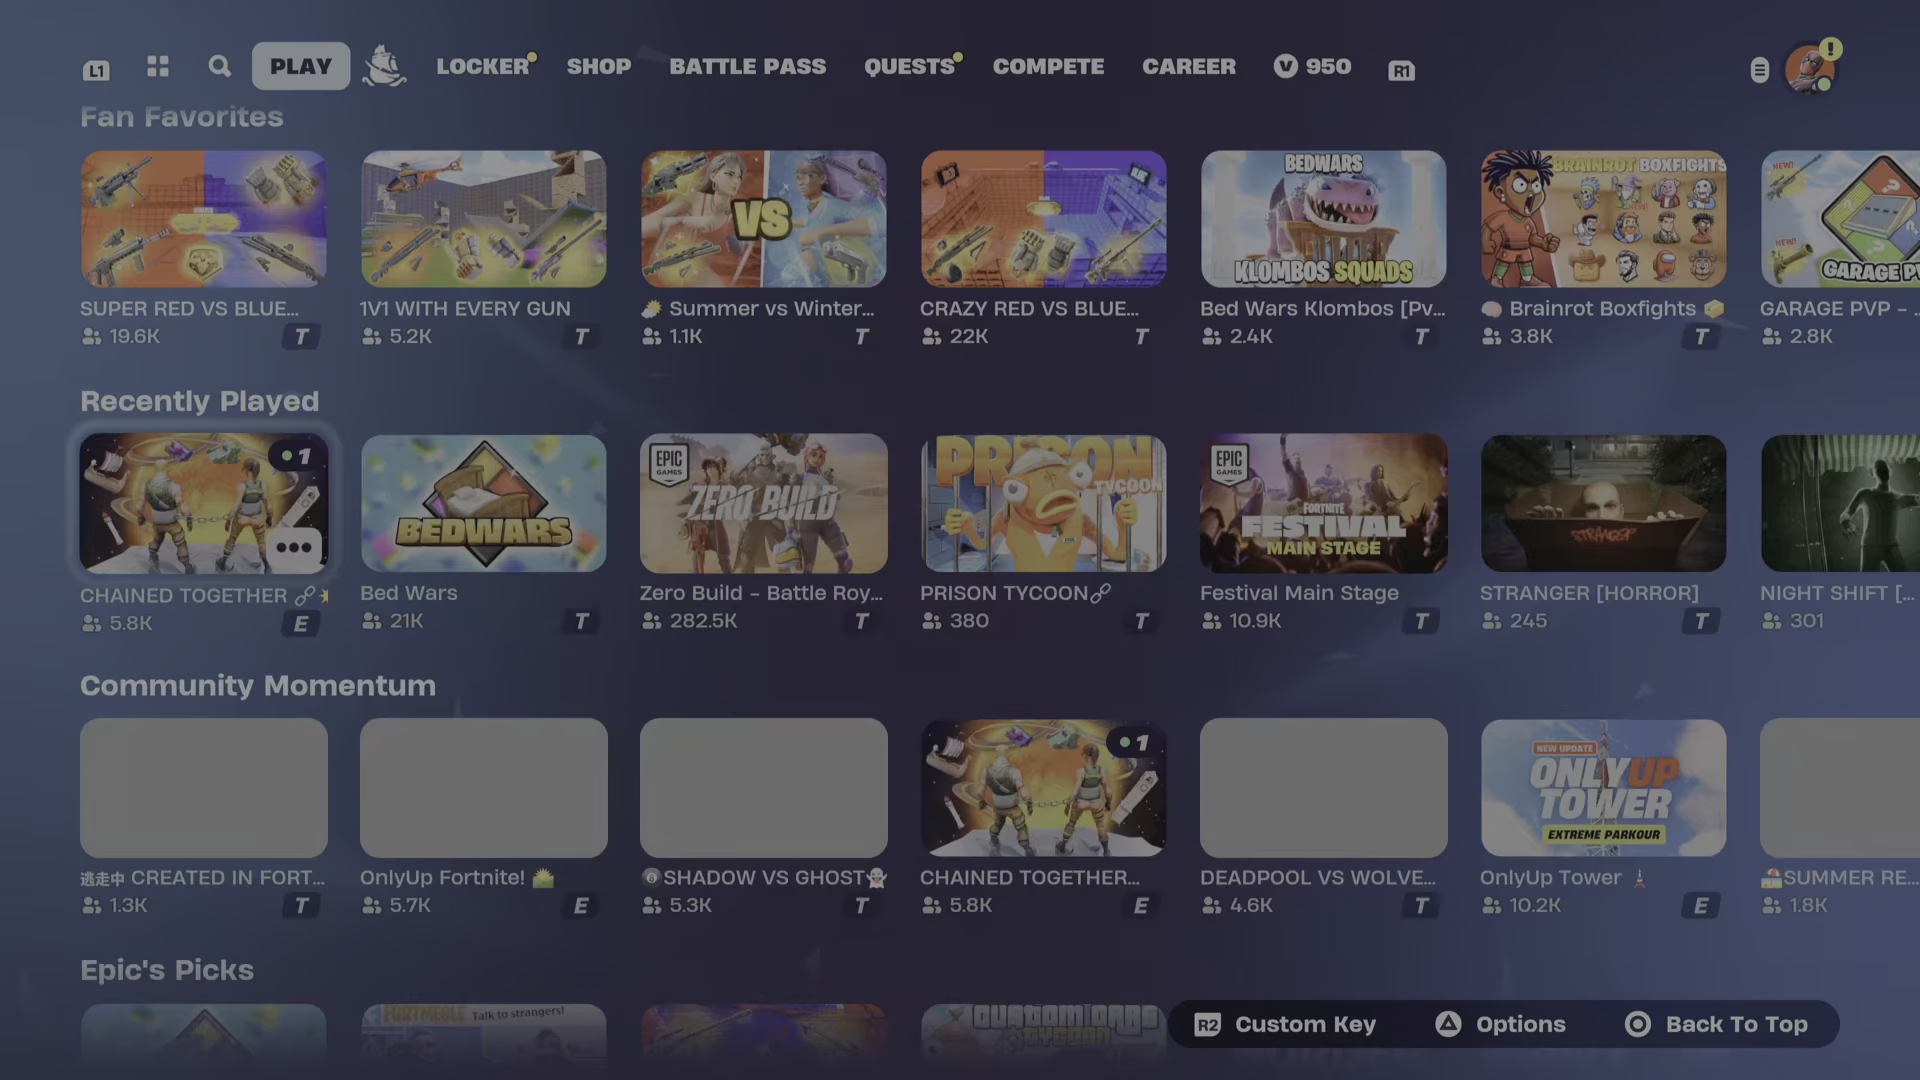 L1 PLAY LOCKER SHOP BATTLE PASS QUESTS COMPETE CAREER V 950 R1 !
Fan Favorites
VS
BEDWARS
KLOMBOS SQUADS
BRAINROT BOXFIGHTS
NEW!
NEW!
SUPER RED VS BLUE...
1V1 WITH EVERY GUN
Summer vs Winter...
CRAZY RED VS BLUE...
Bed Wars Klombos [Pv...
Brainrot Boxfights
GARAGE PVP - ..
19.6K T
5.2K T
1.1K T
22K T
2.4K T
3.8K T
2.8K
Recently Played
1
BEDWARS
EPIC GAMES
ZERO BUILD
PRISON
TYCOON
EPIC GAMES
FORTNITE
FESTIVAL
MAIN STAGE
STRANGER
CHAINED TOGETHER
Bed Wars
Zero Build - Battle Roy...
PRISON TYCOON
Festival Main Stage
STRANGER [HORROR]
NIGHT SHIFT [...
5.8K E
21K T
282.5K T
380 T
10.9K T
245 T
301
Community Momentum
1
NEW UPDATE
ONLY UP
TOWER
EXTREME PARKOUR
逃走中 CREATED IN FORT...
OnlyUp Fortnite!
SHADOW VS GHOST
CHAINED TOGETHER...
DEADPOOL VS WOLVE...
OnlyUp Tower
SUMMER RE...
1.3K T
5.7K E
5.3K T
5.8K E
4.6K T
10.2K E
1.8K
Epic's Picks
Talk to strangers!
TYCOON
R2 Custom Key Options Back To Top